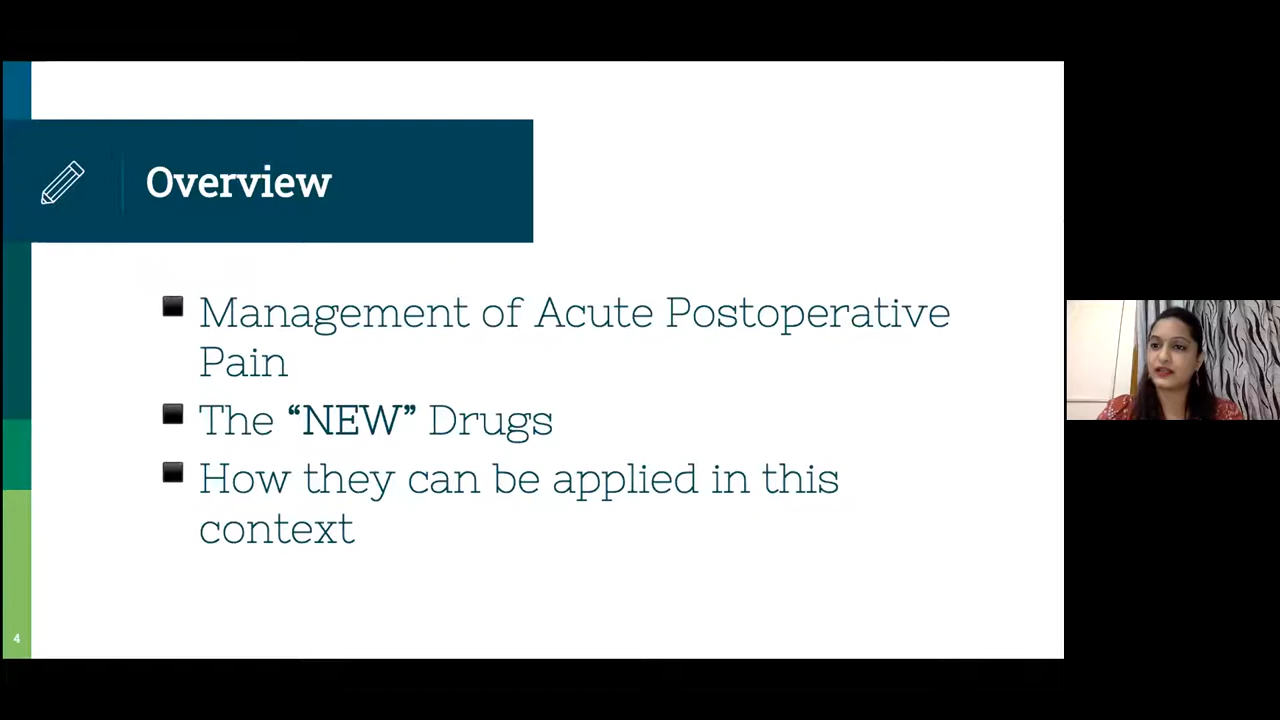 Overview
Management of Acute Postoperative
Pain
The “NEW” Drugs
How they can be applied in this
context
4